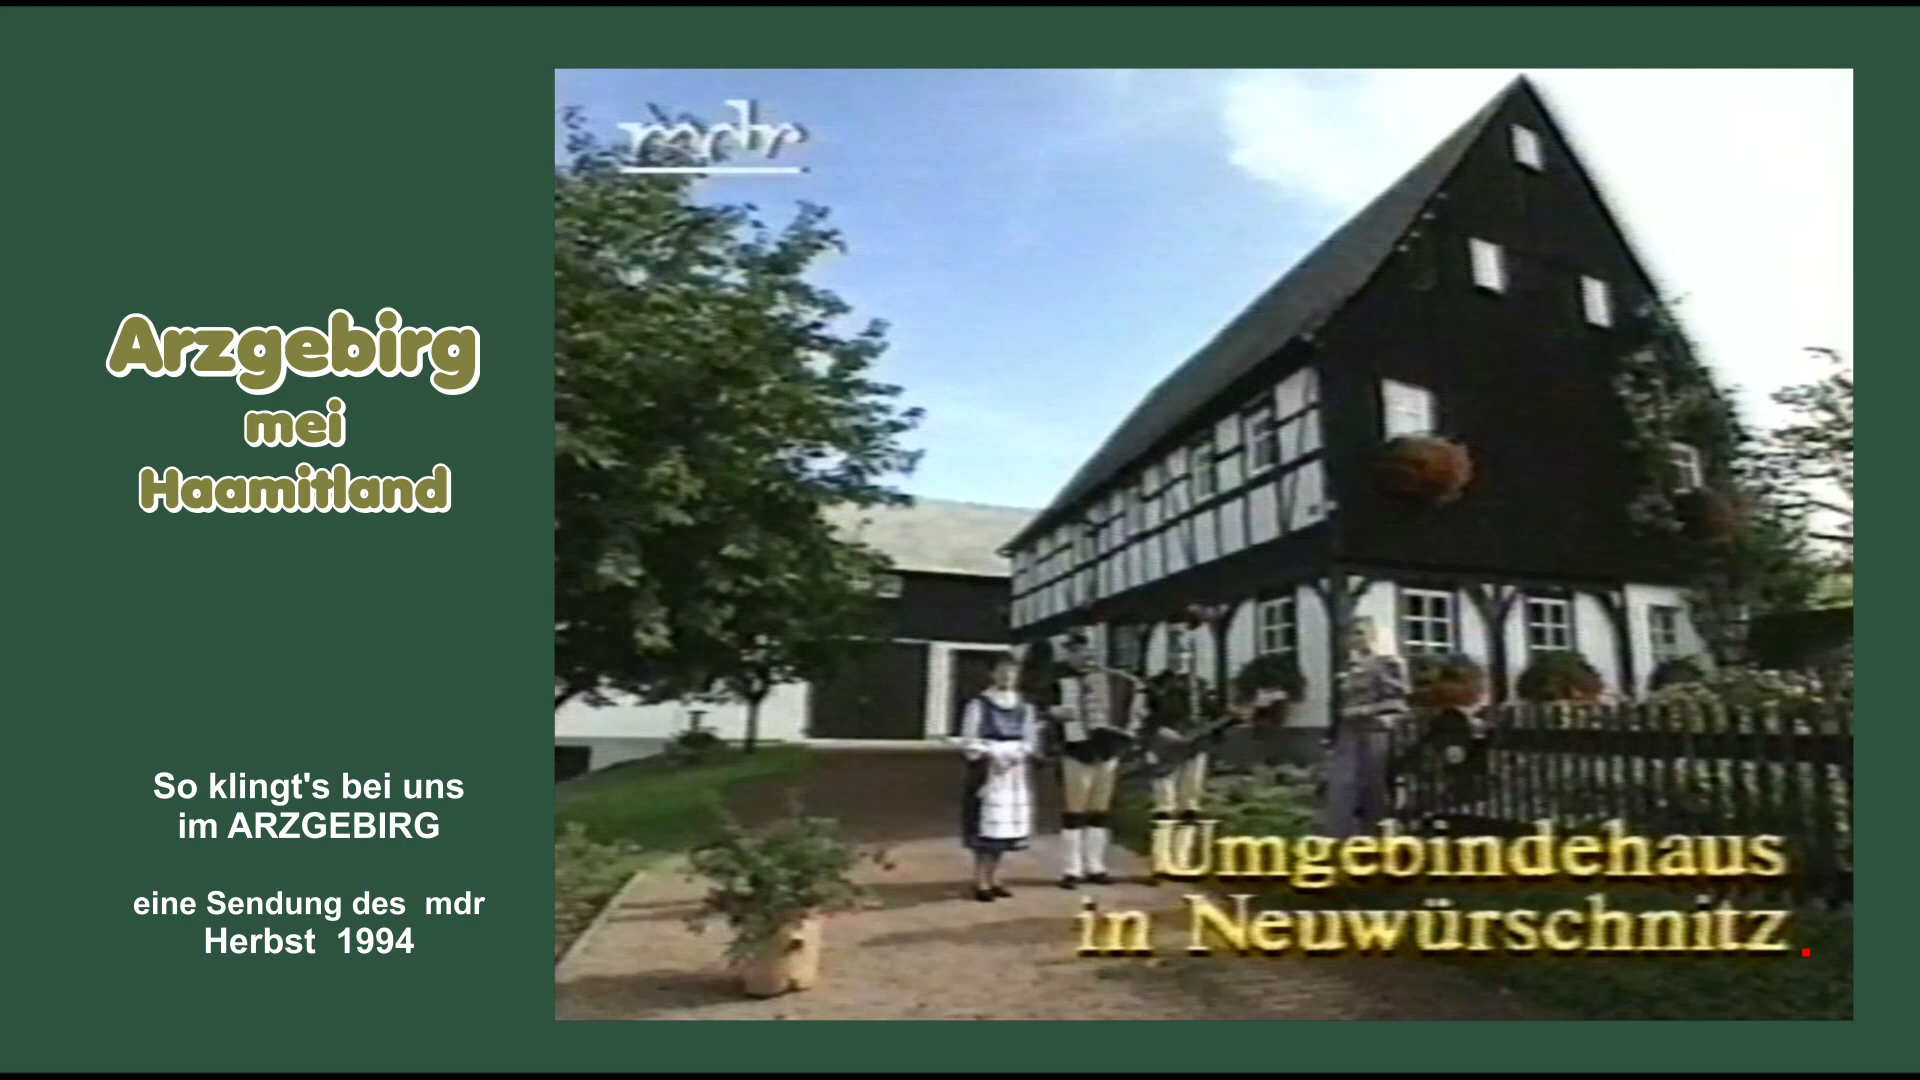 Arzgebirg
mei
Haamitland
So klingt's bei uns
im ARZGEBIRG
eine Sendung des mdr
Herbst 1994
mdr
Umgebindehaus
in Neuwürschnitz.